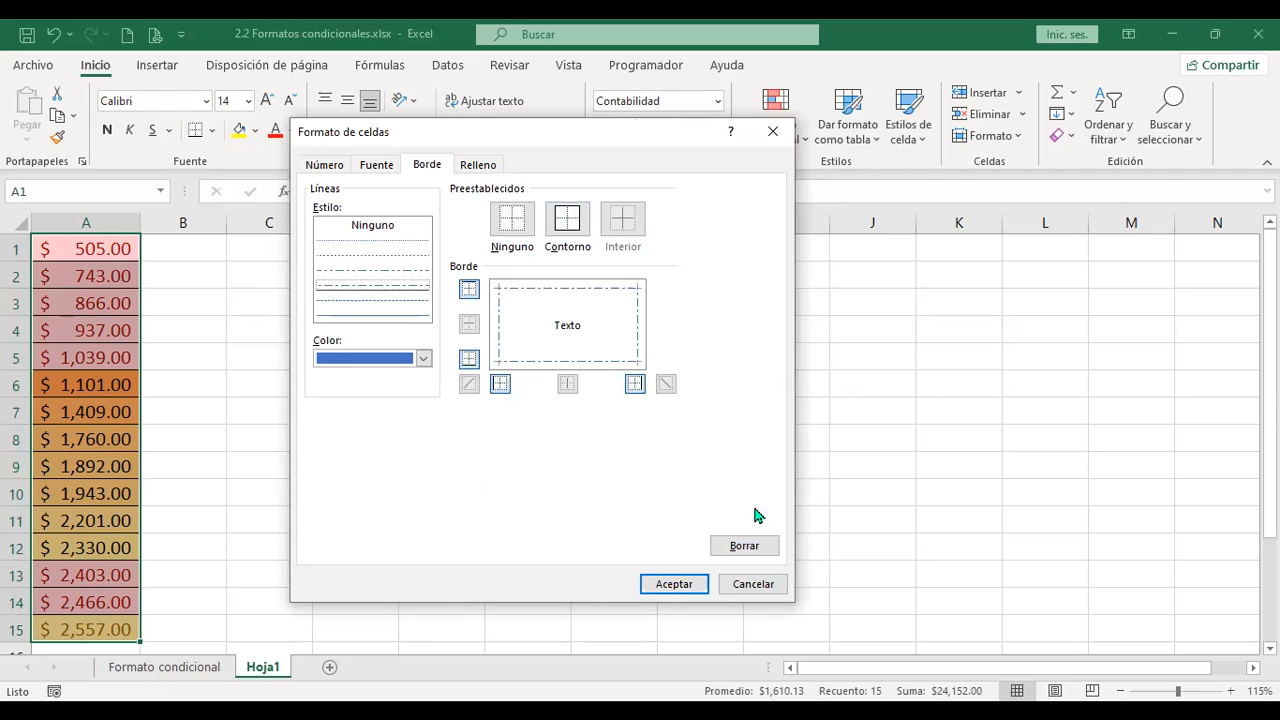 2.2 Formatos condicionales.xlsx - Excel
Buscar
Inic. ses.
Archivo Inicio Insertar Disposición de página Fórmulas Datos Revisar Vista Programador Ayuda
Compartir
Pegar
Calibri 14
N K S
Ajustar texto
Contabilidad
Dar formato como tabla
Estilos de celda
Insertar
Eliminar
Formato
Ordenar y filtrar
Buscar y seleccionar
Portapapeles Fuente Estilos Celdas Edición
A1
A B C J K L M N
1 $ 505.00
2 $ 743.00
3 $ 866.00
4 $ 937.00
5 $ 1,039.00
6 $ 1,101.00
7 $ 1,409.00
8 $ 1,760.00
9 $ 1,892.00
10 $ 1,943.00
11 $ 2,201.00
12 $ 2,330.00
13 $ 2,403.00
14 $ 2,466.00
15 $ 2,557.00
Formato de celdas
?
Número Fuente Borde Relleno
Líneas
Estilo:
Ninguno
Color:
Preestablecidos
Ninguno Contorno Interior
Borde
Texto
Borrar
Aceptar Cancelar
Formato condicional Hoja1
Listo
Promedio: $1,610.13 Recuento: 15 Suma: $24,152.00
115%